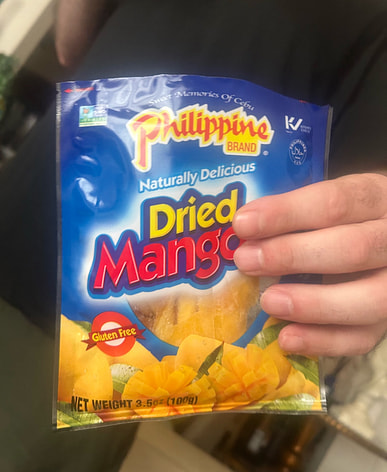 Sweet Memories Of Cebu
Philippine
BRAND
®
Naturally Delicious
Dried
Mango
Gluten Free
NET WEIGHT 3.5oz (100g)